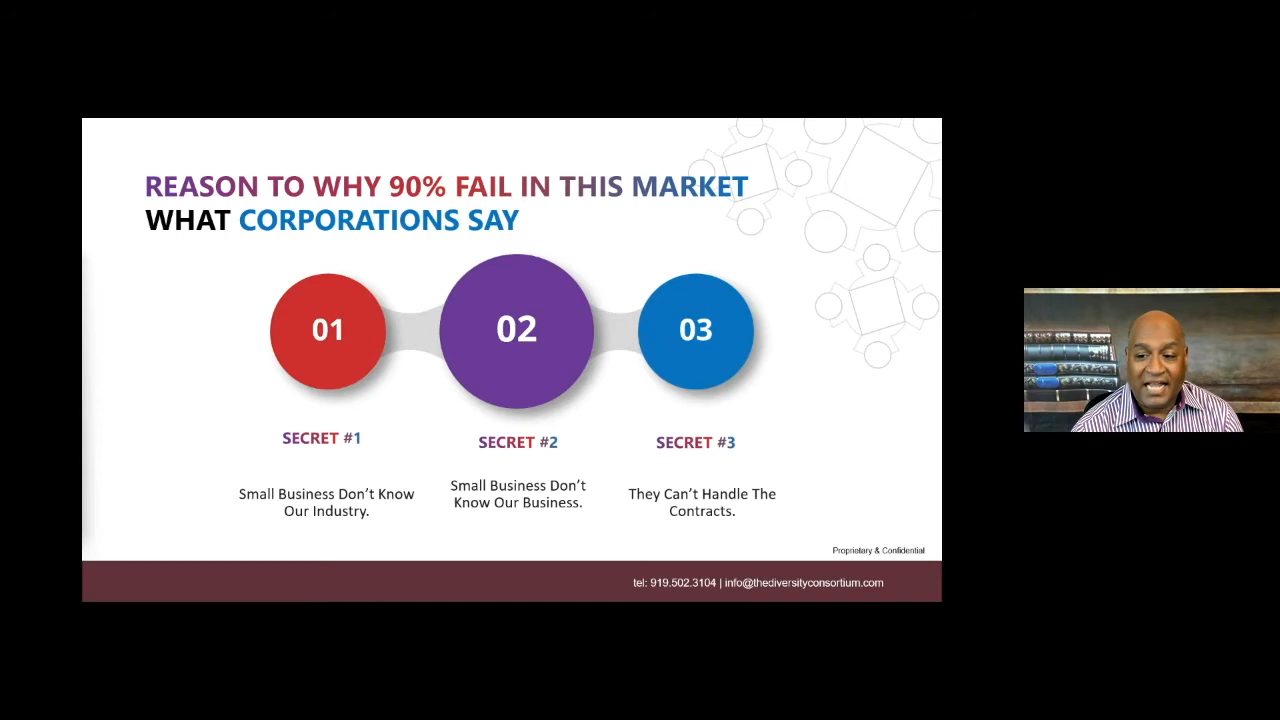 REASON TO WHY 90% FAIL IN THIS MARKET
WHAT CORPORATIONS SAY
01
02
03
SECRET #1
SECRET #2
SECRET #3
Small Business Don't Know
Our Industry.
Small Business Don't
Know Our Business.
They Can't Handle The
Contracts.
Proprietary & Confidential
tel: 919.502.3104 | info@thediversityconsortium.com